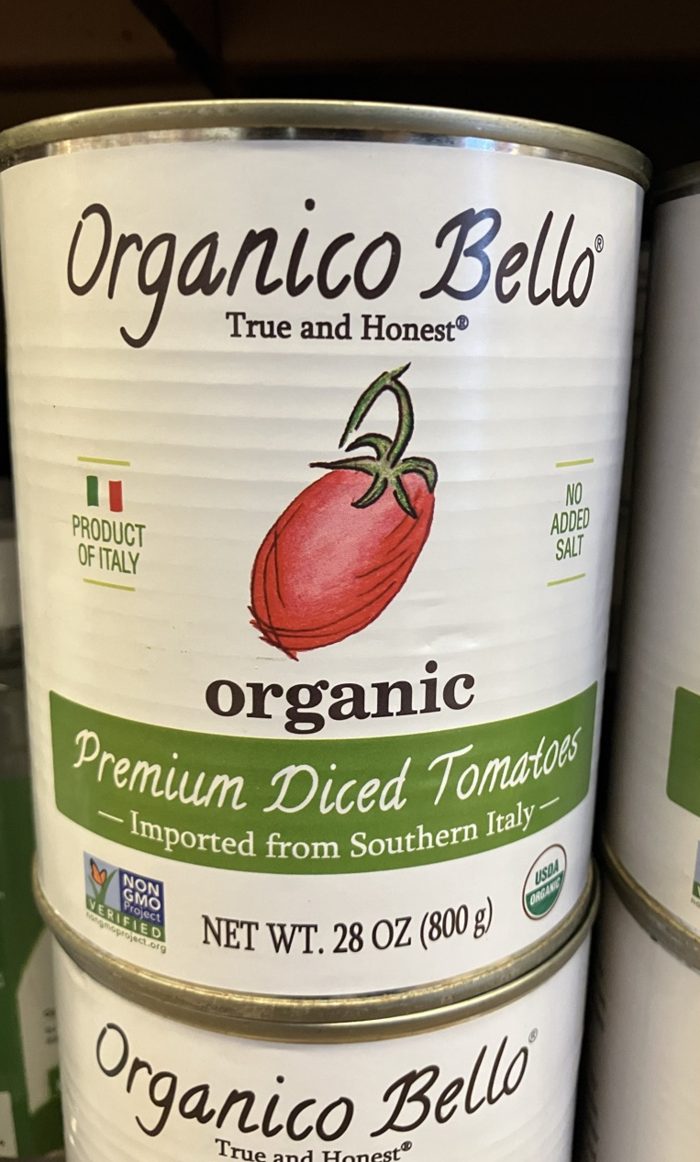 Organico Bello®
True and Honest®
PRODUCT
OF ITALY
NO
ADDED
SALT
organic
Premium Diced Tomatoes
— Imported from Southern Italy —
NON
GMO
Project
VERIFIED
nongmoproject.org
USDA
ORGANIC
NET WT. 28 OZ (800 g)
Organico Bello®
True and Honest®